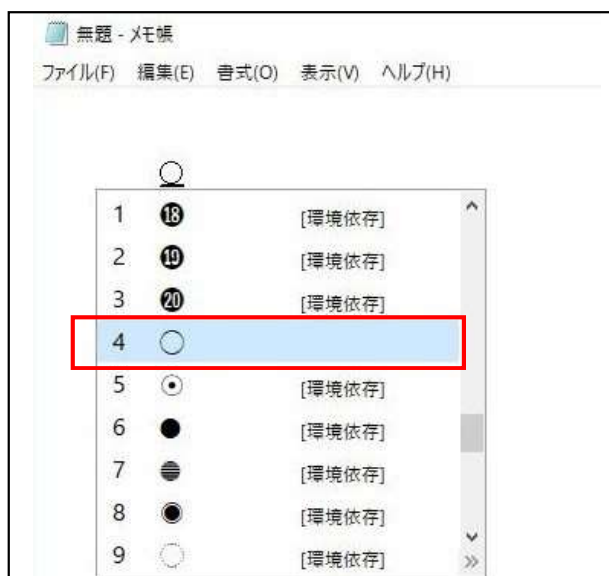 無題 - メモ帳
ファイル(F) 編集(E) 書式(O) 表示(V) ヘルプ(H)
○
1 ⓲ [環境依存]
2 ⓳ [環境依存]
3 ⓴ [環境依存]
4 ○
5 ☉ [環境依存]
6 ● [環境依存]
7 ◍ [環境依存]
8 ◉ [環境依存]
9 ◌ [環境依存]